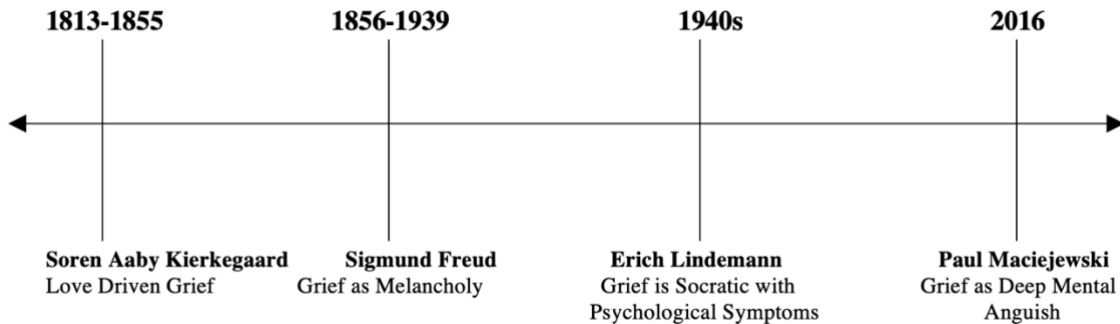 1813-1855
1856-1939
1940s
2016
Soren Aaby Kierkegaard
Love Driven Grief
Sigmund Freud
Grief as Melancholy
Erich Lindemann
Grief is Socratic with
Psychological Symptoms
Paul Maciejewski
Grief as Deep Mental
Anguish